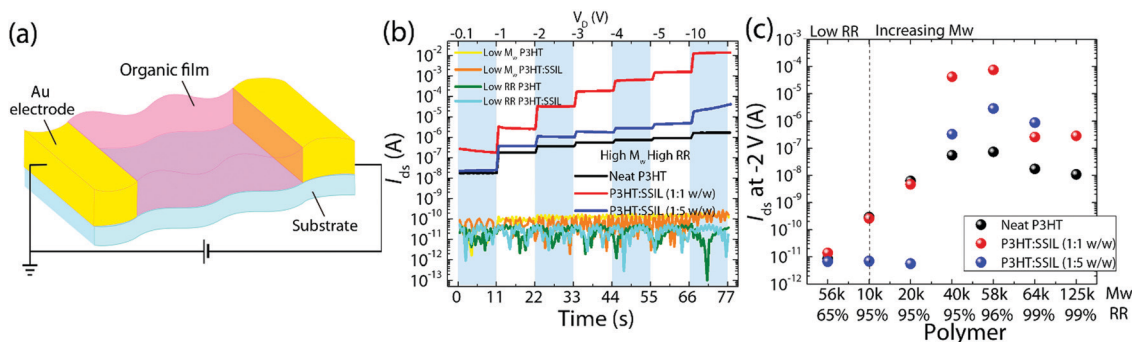 (a)
Organic film
Au
electrode
Substrate
(b)
V_D (V)
-0.1 -1 -2 -3 -4 -5 -10
Low M_w P3HT
Low M_w P3HT:SSIL
Low RR P3HT
Low RR P3HT:SSIL
High M_w High RR
Neat P3HT
P3HT:SSIL (1:1 w/w)
P3HT:SSIL (1:5 w/w)
I_ds (A)
10^-2
10^-3
10^-4
10^-5
10^-6
10^-7
10^-8
10^-9
10^-10
10^-11
10^-12
10^-13
0 11 22 33 44 55 66 77
Time (s)
(c)
Low RR Increasing Mw
I_ds at -2 V (A)
10^-3
10^-4
10^-5
10^-6
10^-7
10^-8
10^-9
10^-10
10^-11
10^-12
Neat P3HT
P3HT:SSIL (1:1 w/w)
P3HT:SSIL (1:5 w/w)
56k 10k 20k 40k 58k 64k 125k Mw
65% 95% 95% 95% 96% 99% 99% RR
Polymer